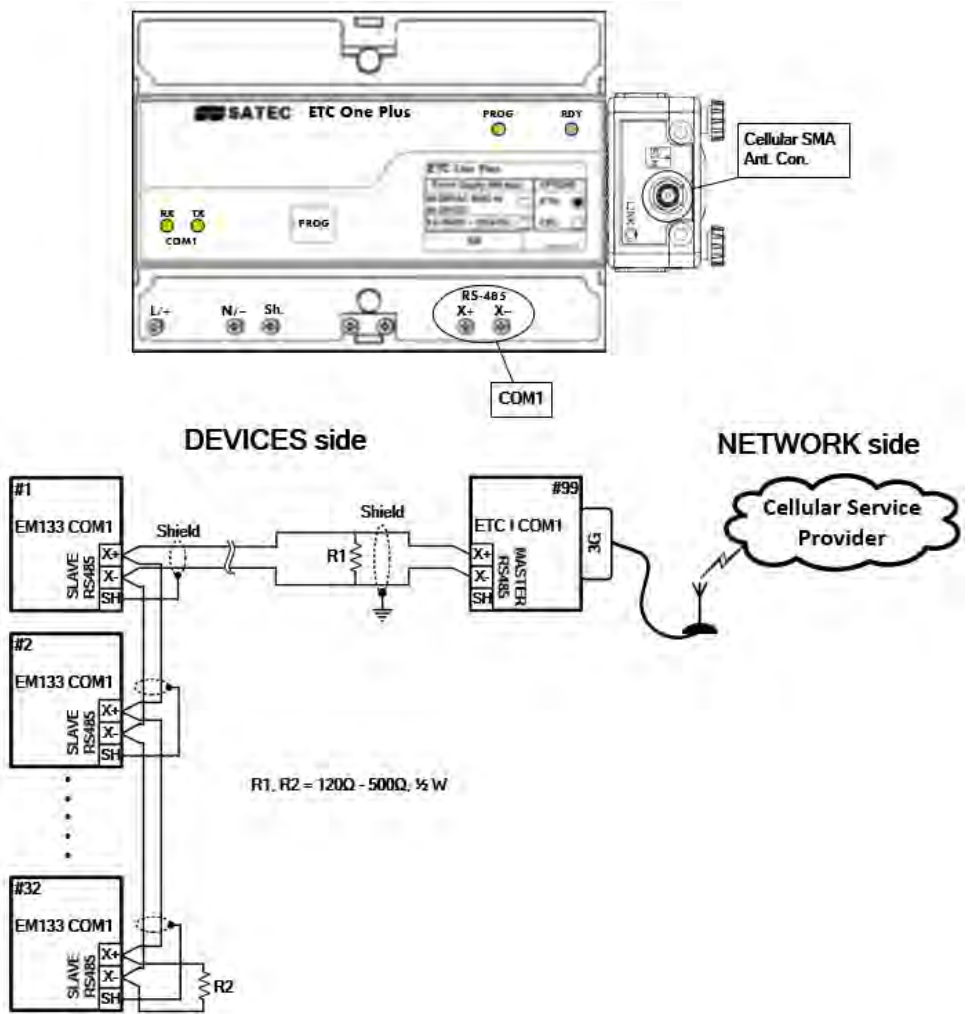 SATEC ETC One Plus
PROG
RDY
Cellular SMA
Ant. Con.
LINK
RX TX
COM1
PROG
L/+
N/-
Sh.
RS-485
X+ X-
COM1
DEVICES side
NETWORK side
#1
EM133 COM1
SLAVE
RS485
X+
X-
SH
Shield
R1
Shield
#99
ETC I COM1
X+
X-
SH
MASTER
RS485
3G
Cellular Service
Provider
#2
EM133 COM1
SLAVE
RS485
X+
X-
SH
R1, R2 = 120Ω - 500Ω, ½ W
#32
EM133 COM1
SLAVE
RS485
X+
X-
SH
R2